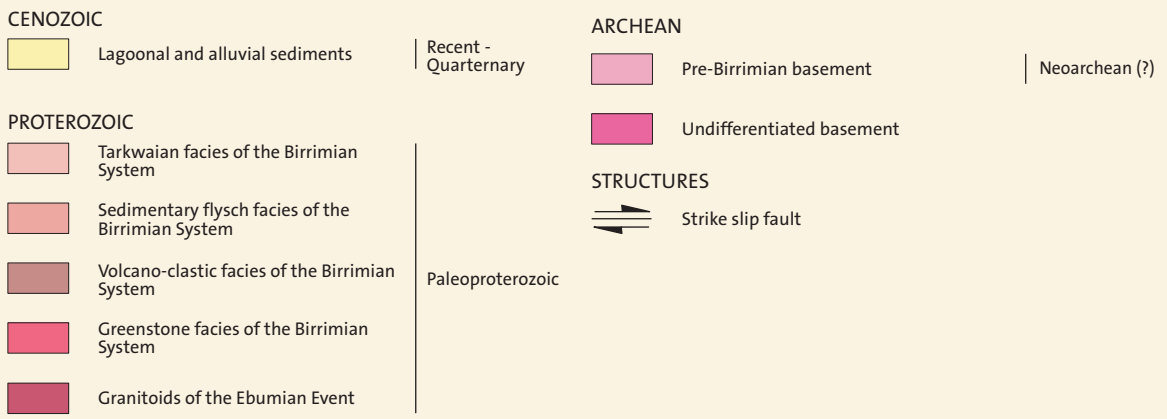 CENOZOIC
Lagoonal and alluvial sediments
Recent -
Quarternary
PROTEROZOIC
Tarkwaian facies of the Birrimian
System
Sedimentary flysch facies of the
Birrimian System
Volcano-clastic facies of the Birrimian
System
Greenstone facies of the Birrimian
System
Granitoids of the Ebumian Event
Paleoproterozoic
ARCHEAN
Pre-Birrimian basement
Neoarchean (?)
Undifferentiated basement
STRUCTURES
Strike slip fault